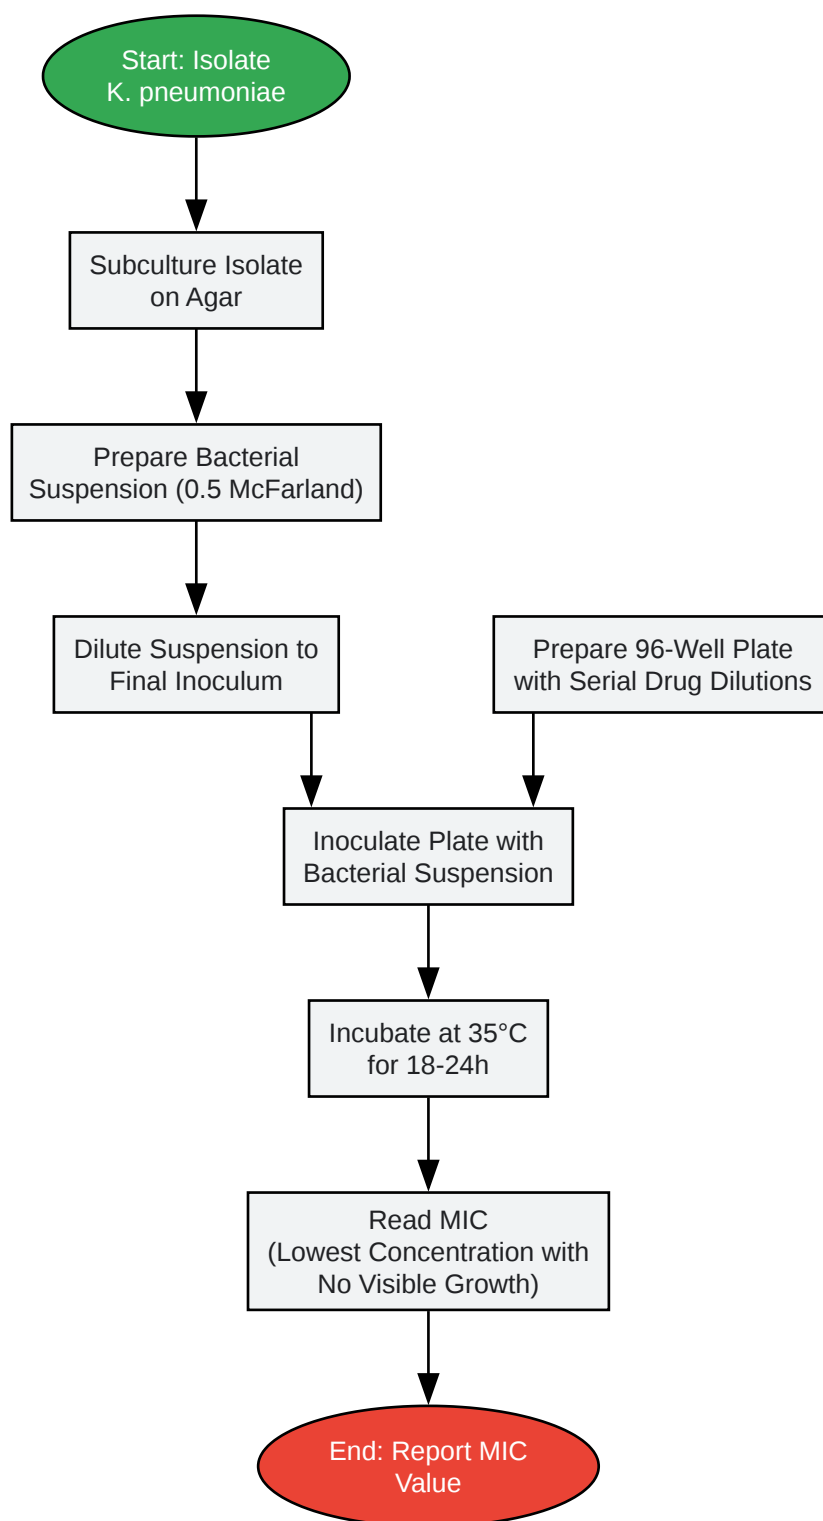 Start: Isolate
K. pneumoniae
Subculture Isolate
on Agar
Prepare Bacterial
Suspension (0.5 McFarland)
Dilute Suspension to
Final Inoculum
Prepare 96-Well Plate
with Serial Drug Dilutions
Inoculate Plate with
Bacterial Suspension
Incubate at 35°C
for 18-24h
Read MIC
(Lowest Concentration with
No Visible Growth)
End: Report MIC
Value